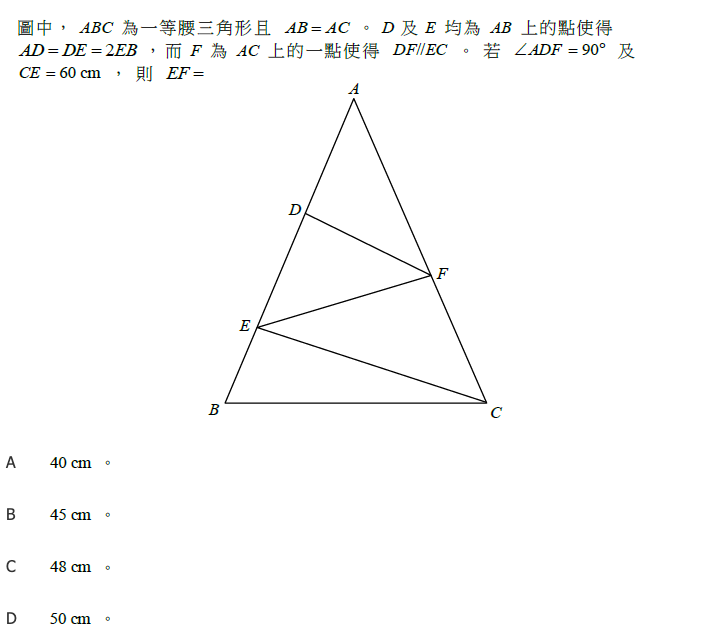 圖中， ABC 為一等腰三角形且 AB = AC 。 D 及 E 均為 AB 上的點使得
AD = DE = 2EB ，而 F 為 AC 上的一點使得 DF//EC 。 若 ∠ADF = 90° 及
CE = 60 cm ， 則 EF =
A
D
F
E
B
C
A 40 cm 。
B 45 cm 。
C 48 cm 。
D 50 cm 。